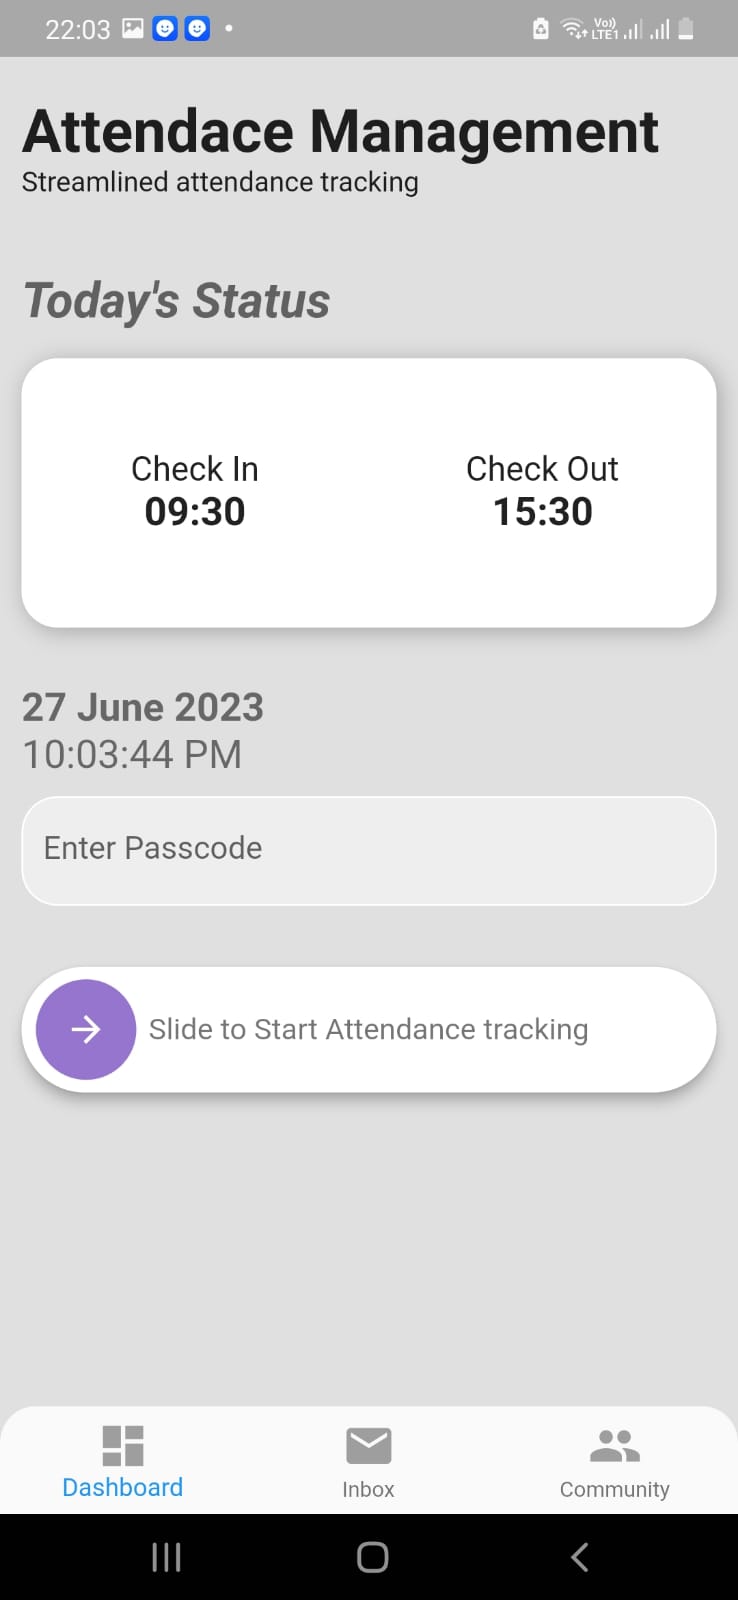 22:03
Vo)) LTE1
Attendace Management
Streamlined attendance tracking
Today's Status
Check In Check Out
09:30 15:30
27 June 2023
10:03:44 PM
Enter Passcode
Slide to Start Attendance tracking
Dashboard Inbox Community